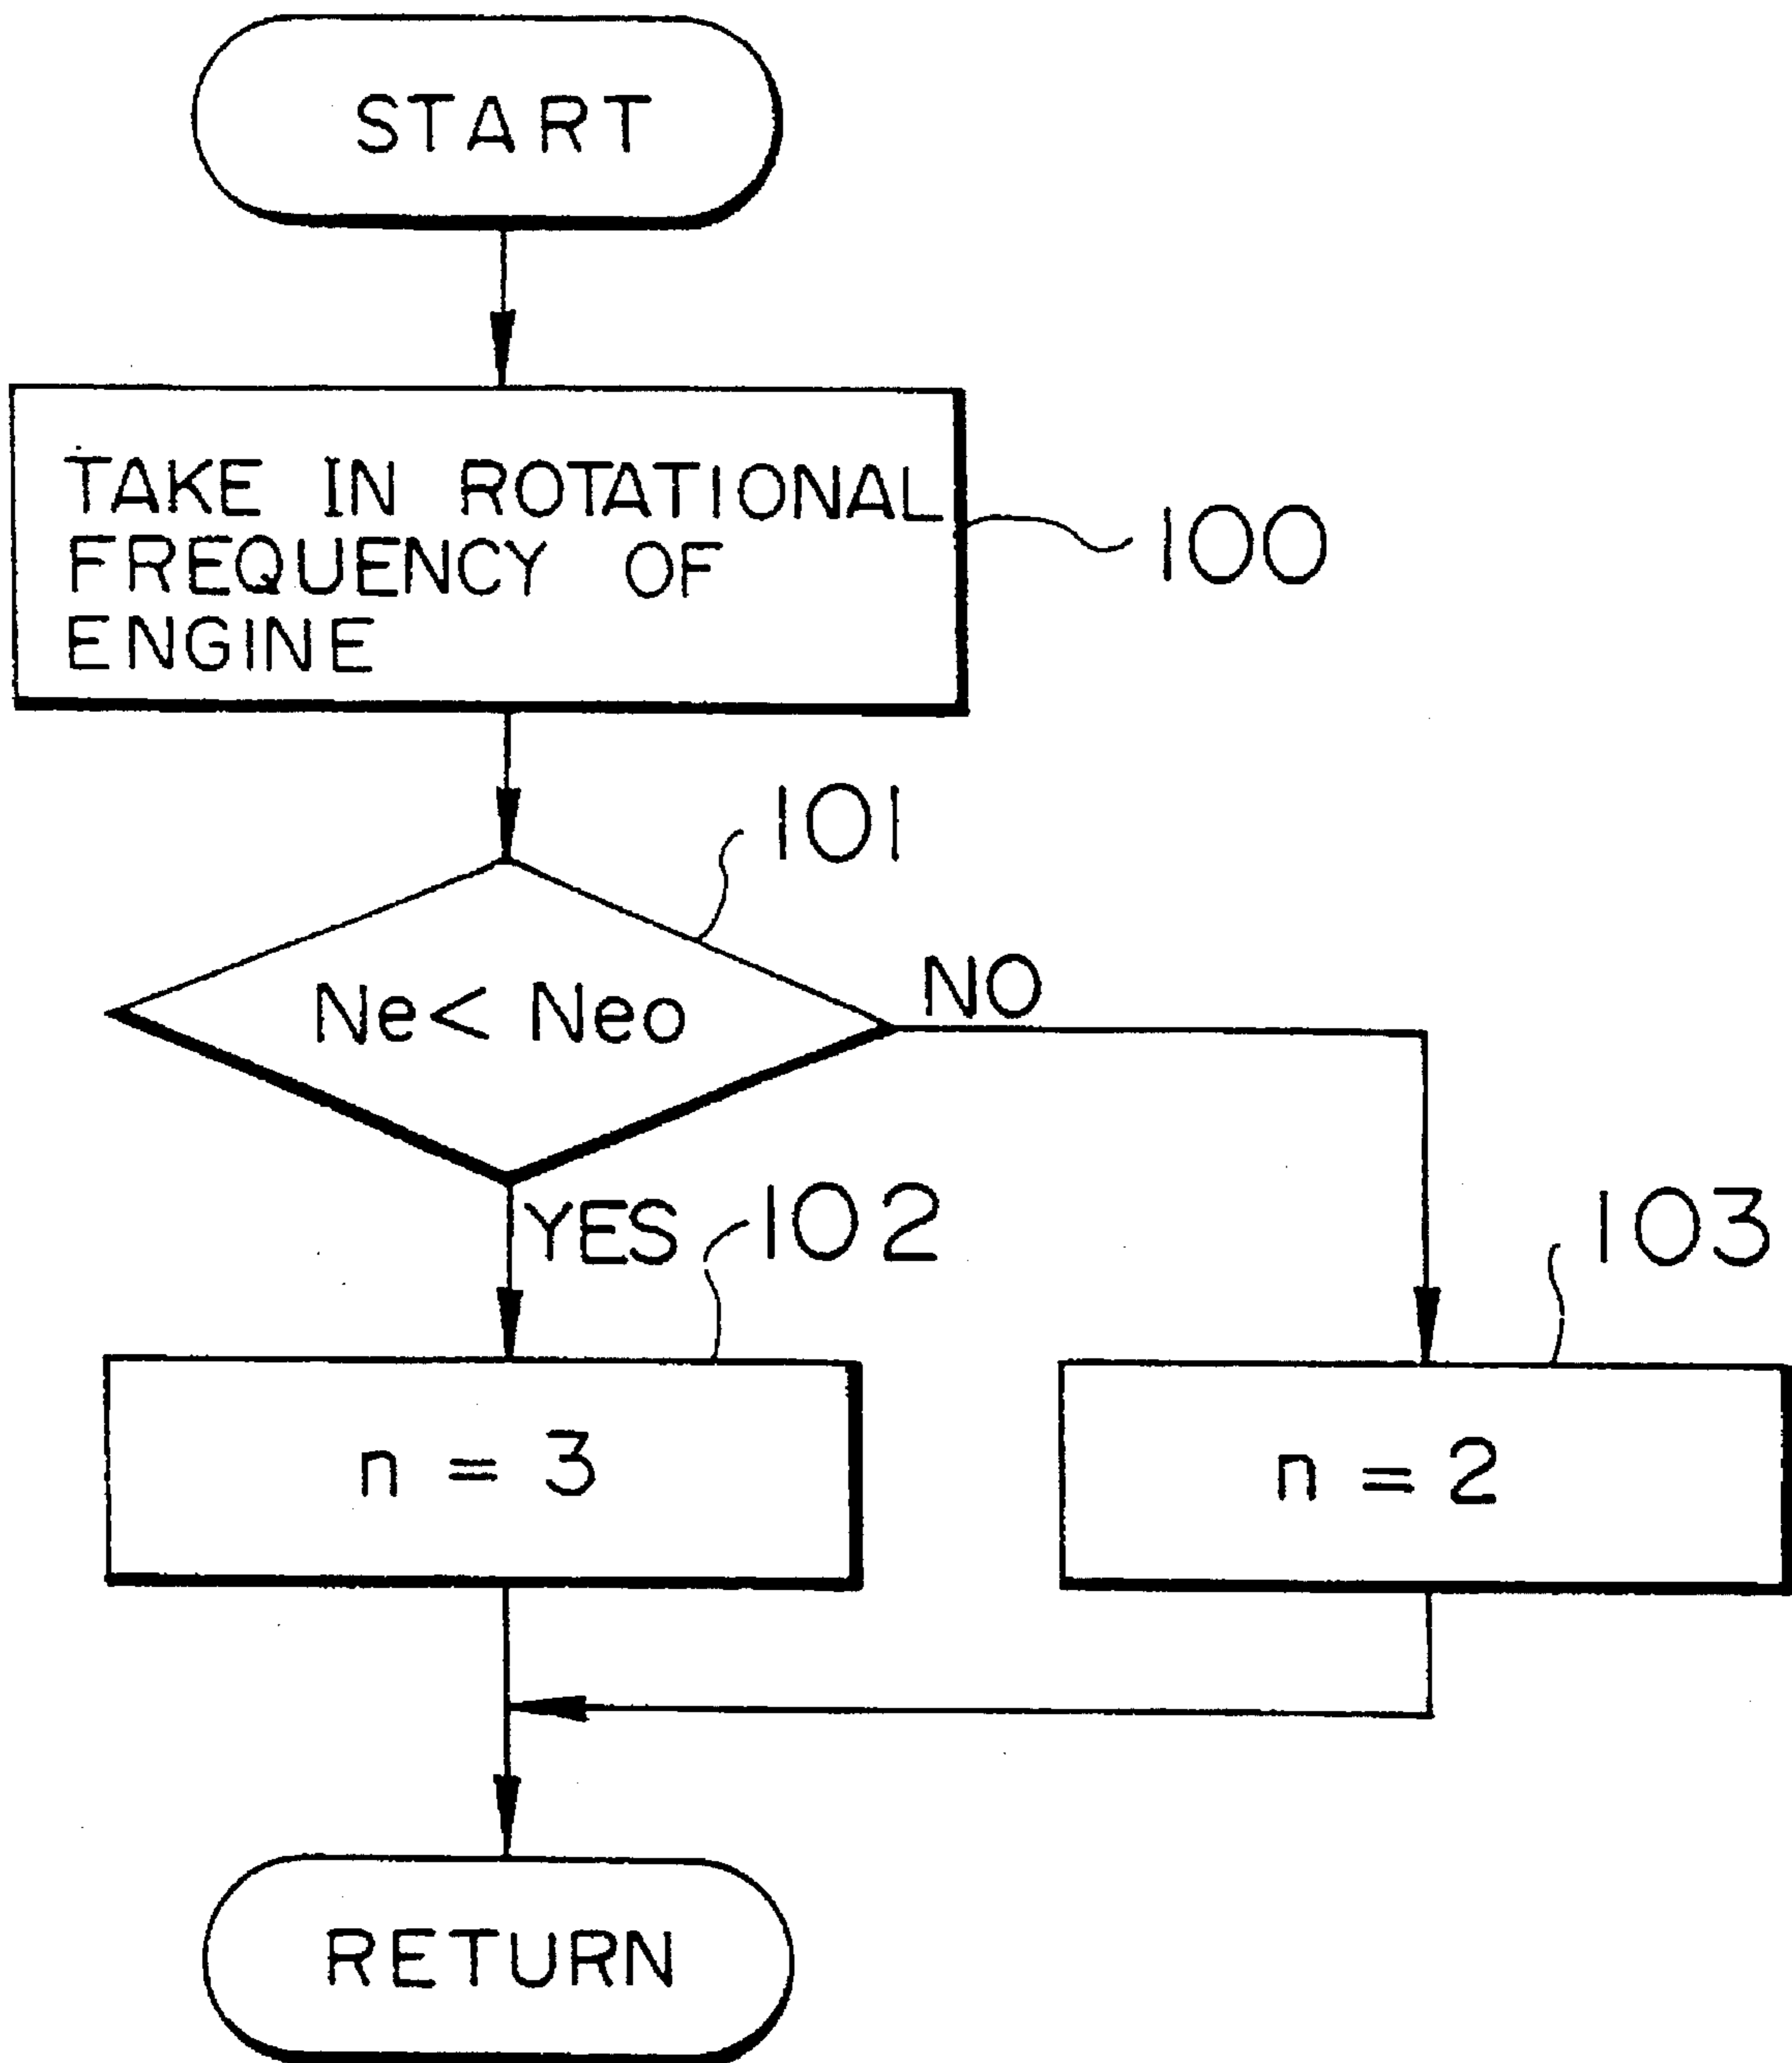 START
TAKE IN ROTATIONAL
FREQUENCY OF
ENGINE
100
101
Ne < Neo
NO
YES
102
103
n = 3
n = 2
RETURN